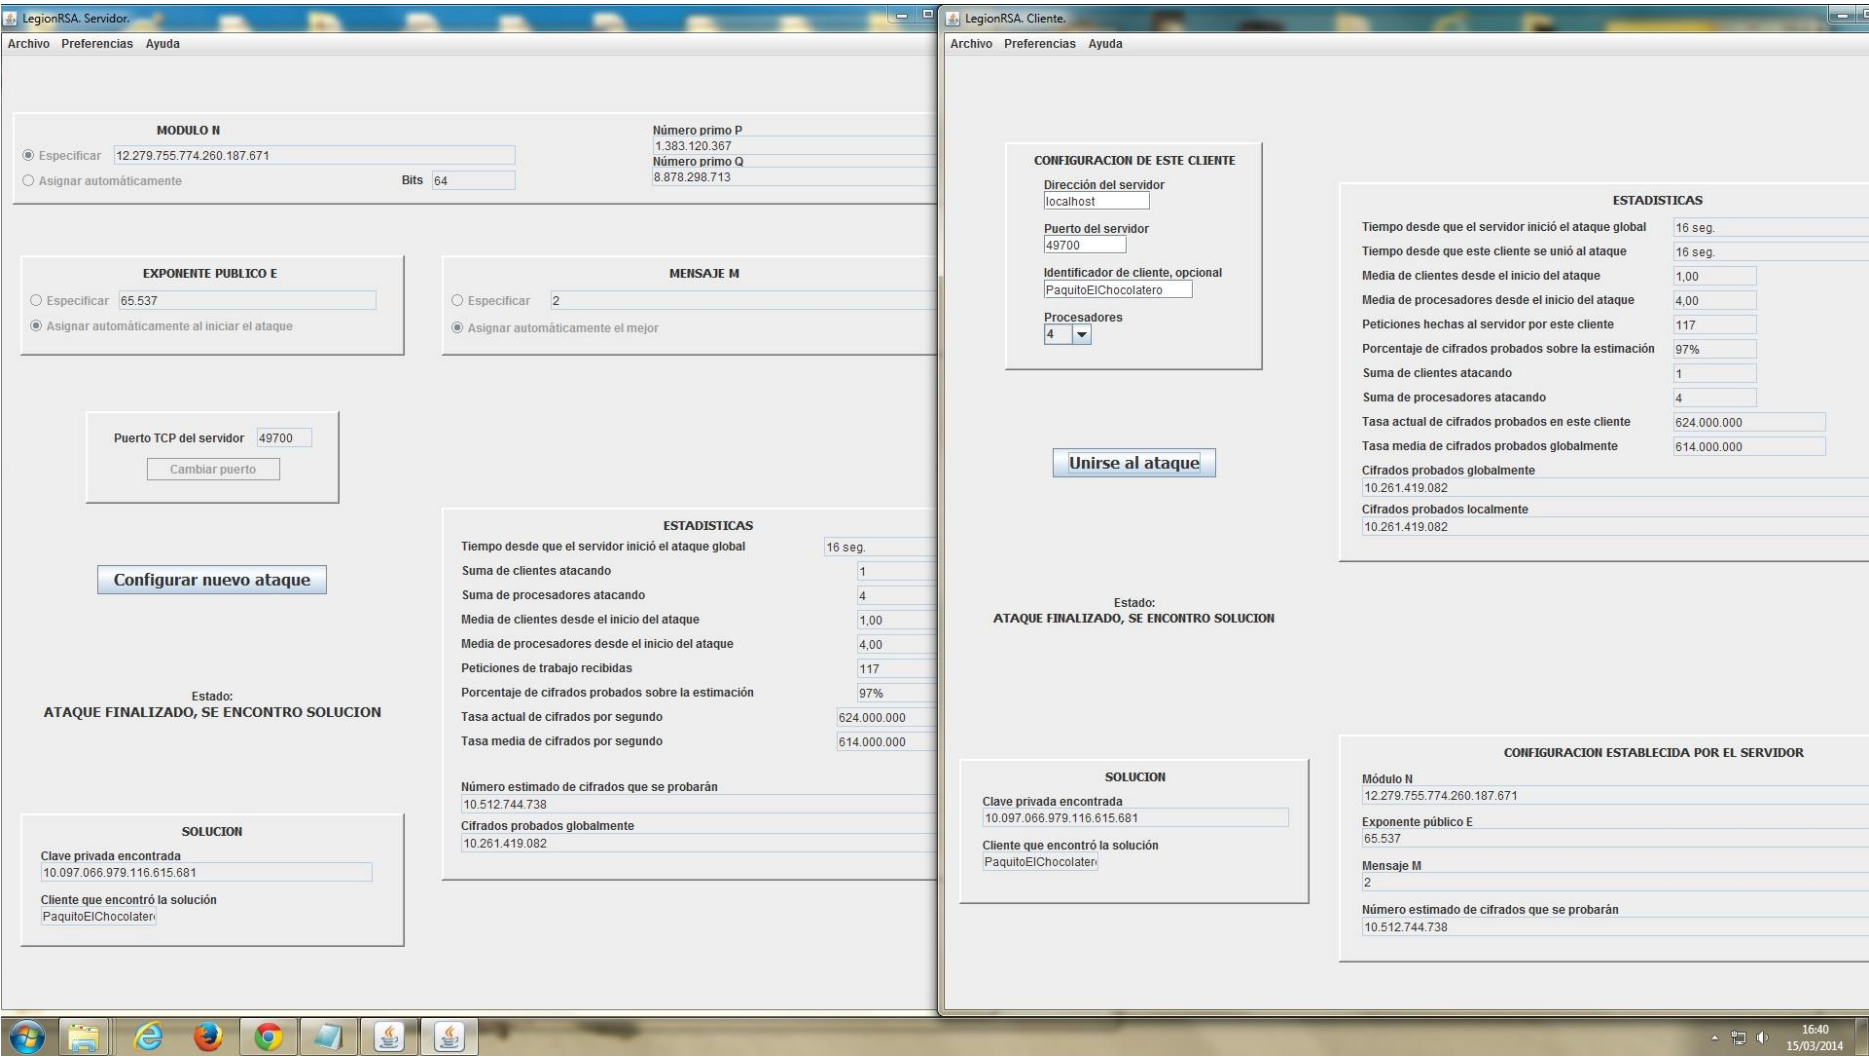 LegionRSA. Servidor.
Archivo Preferencias Ayuda
MODULO N
Especificar 12.279.755.774.260.187.671
Asignar automáticamente Bits 64
Número primo P
1.383.120.367
Número primo Q
8.878.298.713
EXPONENTE PUBLICO E
Especificar 65.537
Asignar automáticamente al iniciar el ataque
MENSAJE M
Especificar 2
Asignar automáticamente el mejor
Puerto TCP del servidor 49700
Cambiar puerto
Configurar nuevo ataque
Estado:
ATAQUE FINALIZADO, SE ENCONTRO SOLUCION
SOLUCION
Clave privada encontrada
10.097.066.979.116.615.681
Cliente que encontró la solución
PaquitoElChocolater
ESTADISTICAS
Tiempo desde que el servidor inició el ataque global 16 seg.
Suma de clientes atacando 1
Suma de procesadores atacando 4
Media de clientes desde el inicio del ataque 1,00
Media de procesadores desde el inicio del ataque 4,00
Peticiones de trabajo recibidas 117
Porcentaje de cifrados probados sobre la estimación 97%
Tasa actual de cifrados por segundo 624.000.000
Tasa media de cifrados por segundo 614.000.000
Número estimado de cifrados que se probarán
10.512.744.738
Cifrados probados globalmente
10.261.419.082
LegionRSA. Cliente.
Archivo Preferencias Ayuda
CONFIGURACION DE ESTE CLIENTE
Dirección del servidor
localhost
Puerto del servidor
49700
Identificador de cliente, opcional
PaquitoElChocolatero
Procesadores
4
Unirse al ataque
Estado:
ATAQUE FINALIZADO, SE ENCONTRO SOLUCION
SOLUCION
Clave privada encontrada
10.097.066.979.116.615.681
Cliente que encontró la solución
PaquitoElChocolater
ESTADISTICAS
Tiempo desde que el servidor inició el ataque global 16 seg.
Tiempo desde que este cliente se unió al ataque 16 seg.
Media de clientes desde el inicio del ataque 1,00
Media de procesadores desde el inicio del ataque 4,00
Peticiones hechas al servidor por este cliente 117
Porcentaje de cifrados probados sobre la estimación 97%
Suma de clientes atacando 1
Suma de procesadores atacando 4
Tasa actual de cifrados probados en este cliente 624.000.000
Tasa media de cifrados probados globalmente 614.000.000
Cifrados probados globalmente
10.261.419.082
Cifrados probados localmente
10.261.419.082
CONFIGURACION ESTABLECIDA POR EL SERVIDOR
Módulo N
12.279.755.774.260.187.671
Exponente público E
65.537
Mensaje M
2
Número estimado de cifrados que se probarán
10.512.744.738
16:40
15/03/2014